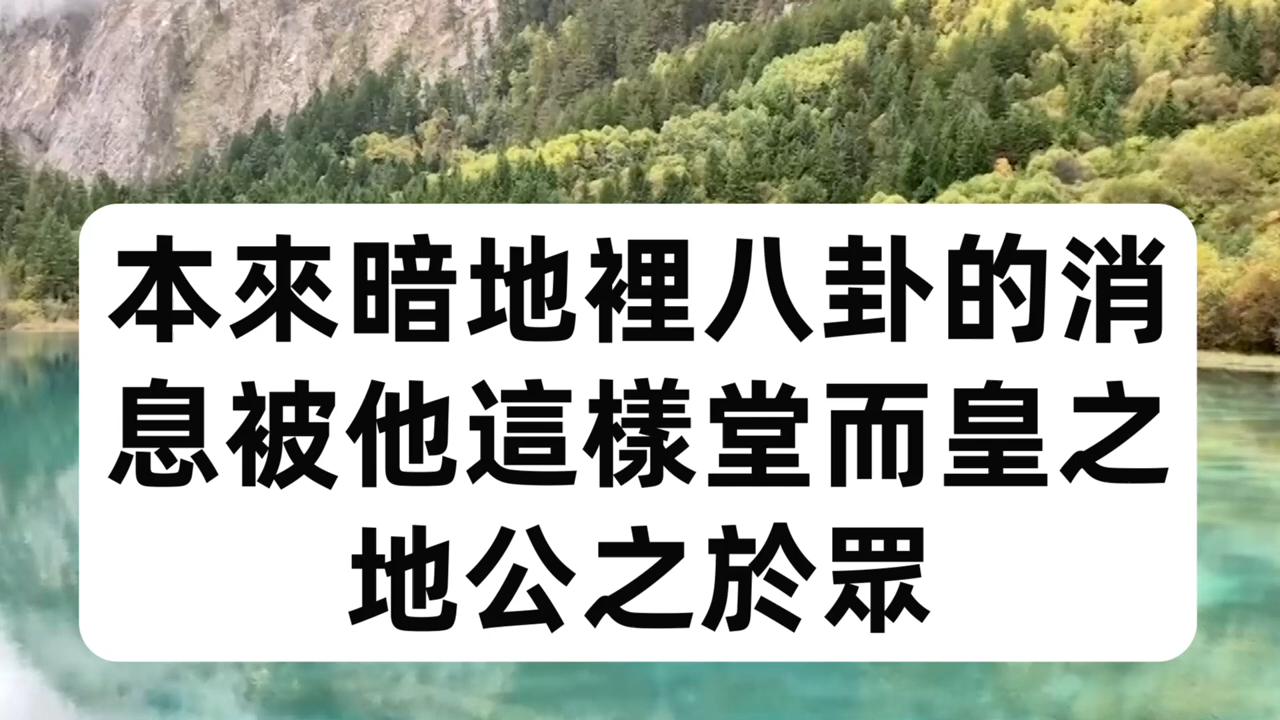 本來暗地裡八卦的消
息被他這樣堂而皇之
地公之於眾